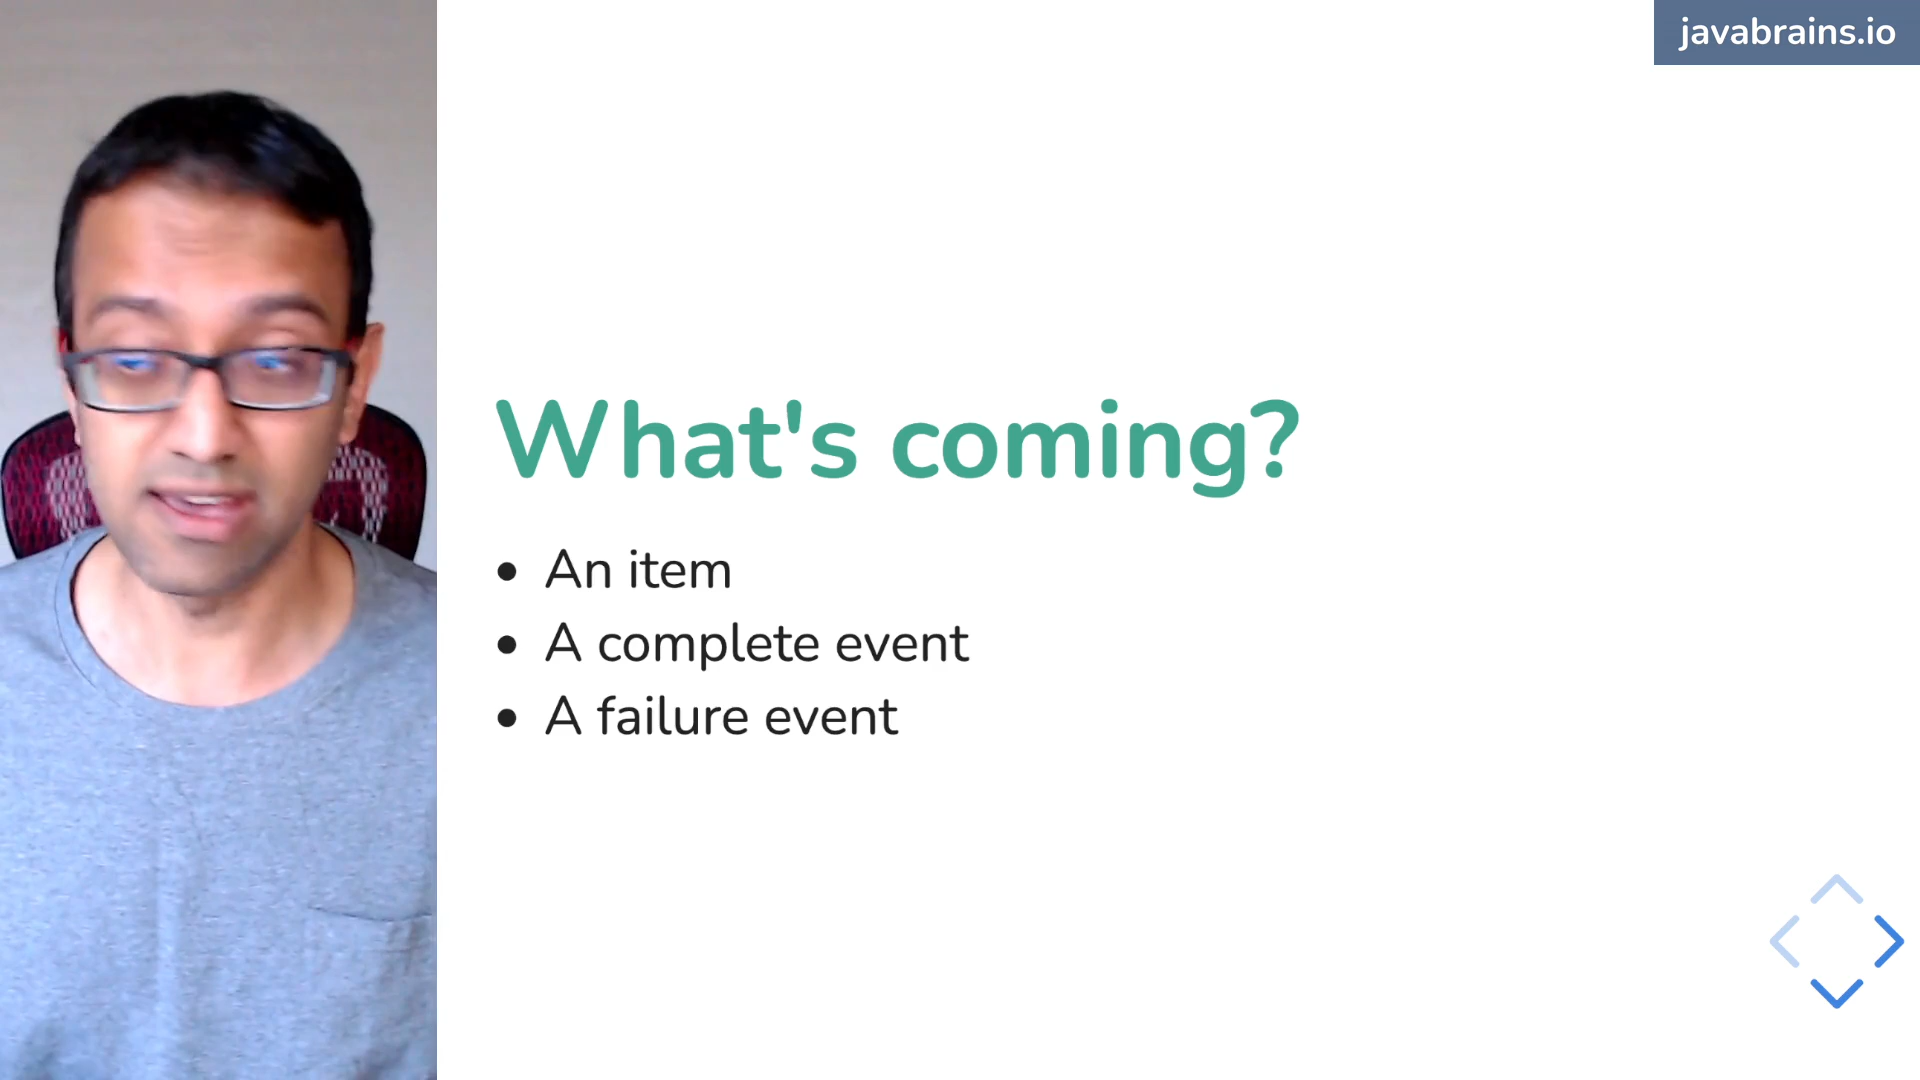 javabrains.io
What's coming?
• An item
• A complete event
• A failure event